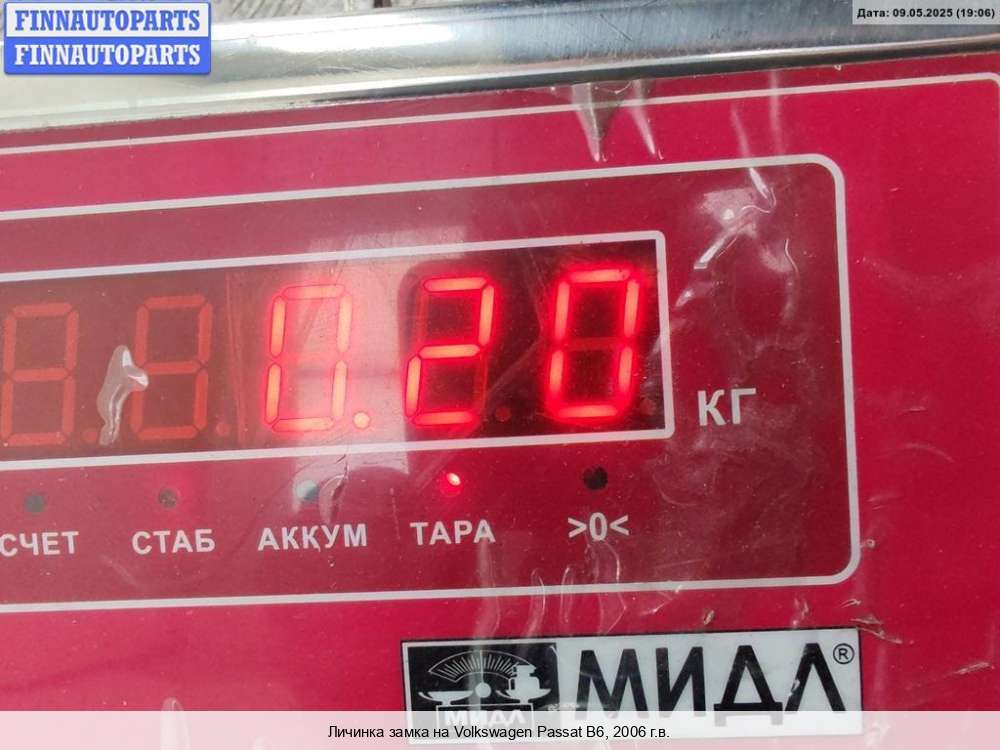 FINNAUTOPARTS
FINNAUTOPARTS
Дата: 09.05.2025 (19:06)
0.20
КГ
СЧЕТ СТАБ АККУМ ТАРА >0<
МИДЛ®
МИДЛ
Личинка замка на Volkswagen Passat B6, 2006 г.в.